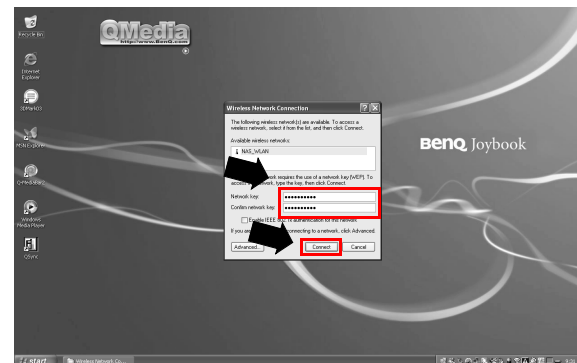 Recycle Bin
QMedia
http://www.BenQ.com
Internet Explorer
3DMark03
MSN Explorer
Q-Mediabar
Windows Media Player
QSync
BenQ Joybook
Wireless Network Connection
The following wireless network(s) are available. To access a
wireless network, select it from the list, and then click Connect.
Available wireless networks:
NAS_WLAN
work requires the use of a network key (WEP). To
access network, type the key, then click Connect.
Network key:
••••••••••
Confirm network key:
••••••••••
Enable IEEE authentication for this network
If you are connecting to a network, click Advanced.
Advanced...
Connect
Cancel
start
Wireless Network Co...